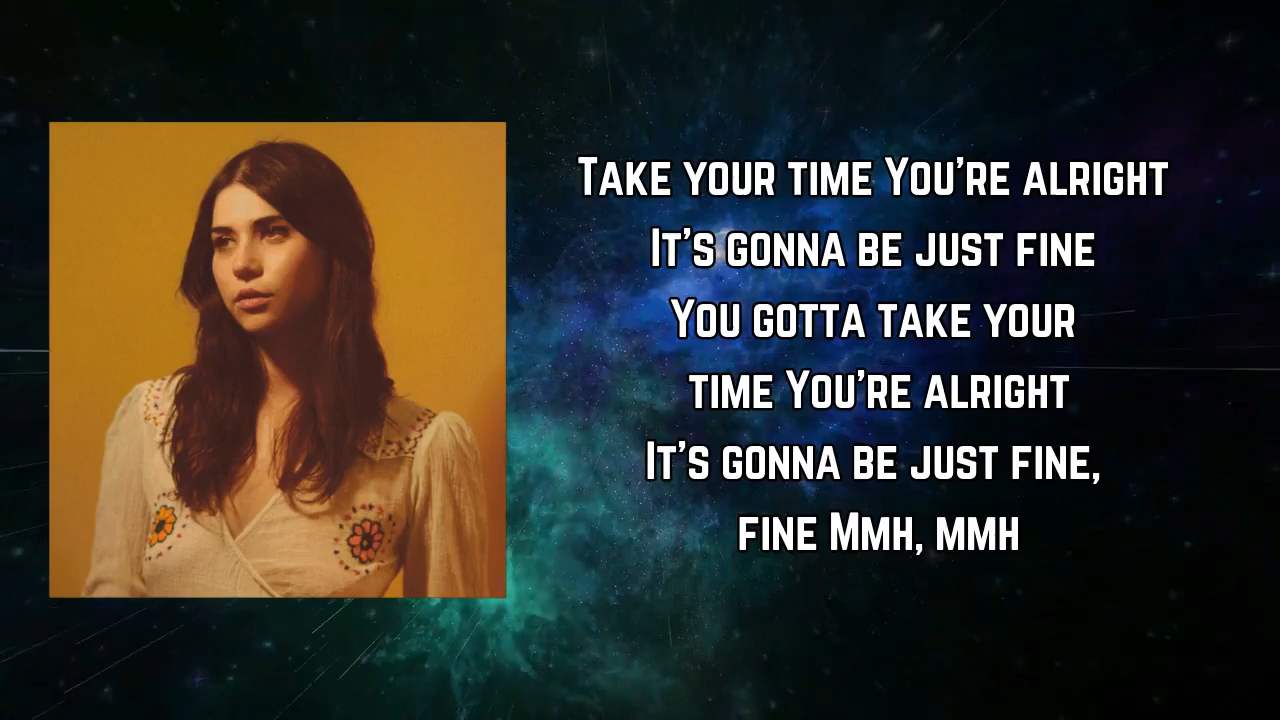 Take your time You're alright
It's gonna be just fine
You gotta take your
time You're alright
It's gonna be just fine,
fine Mmh, mmh